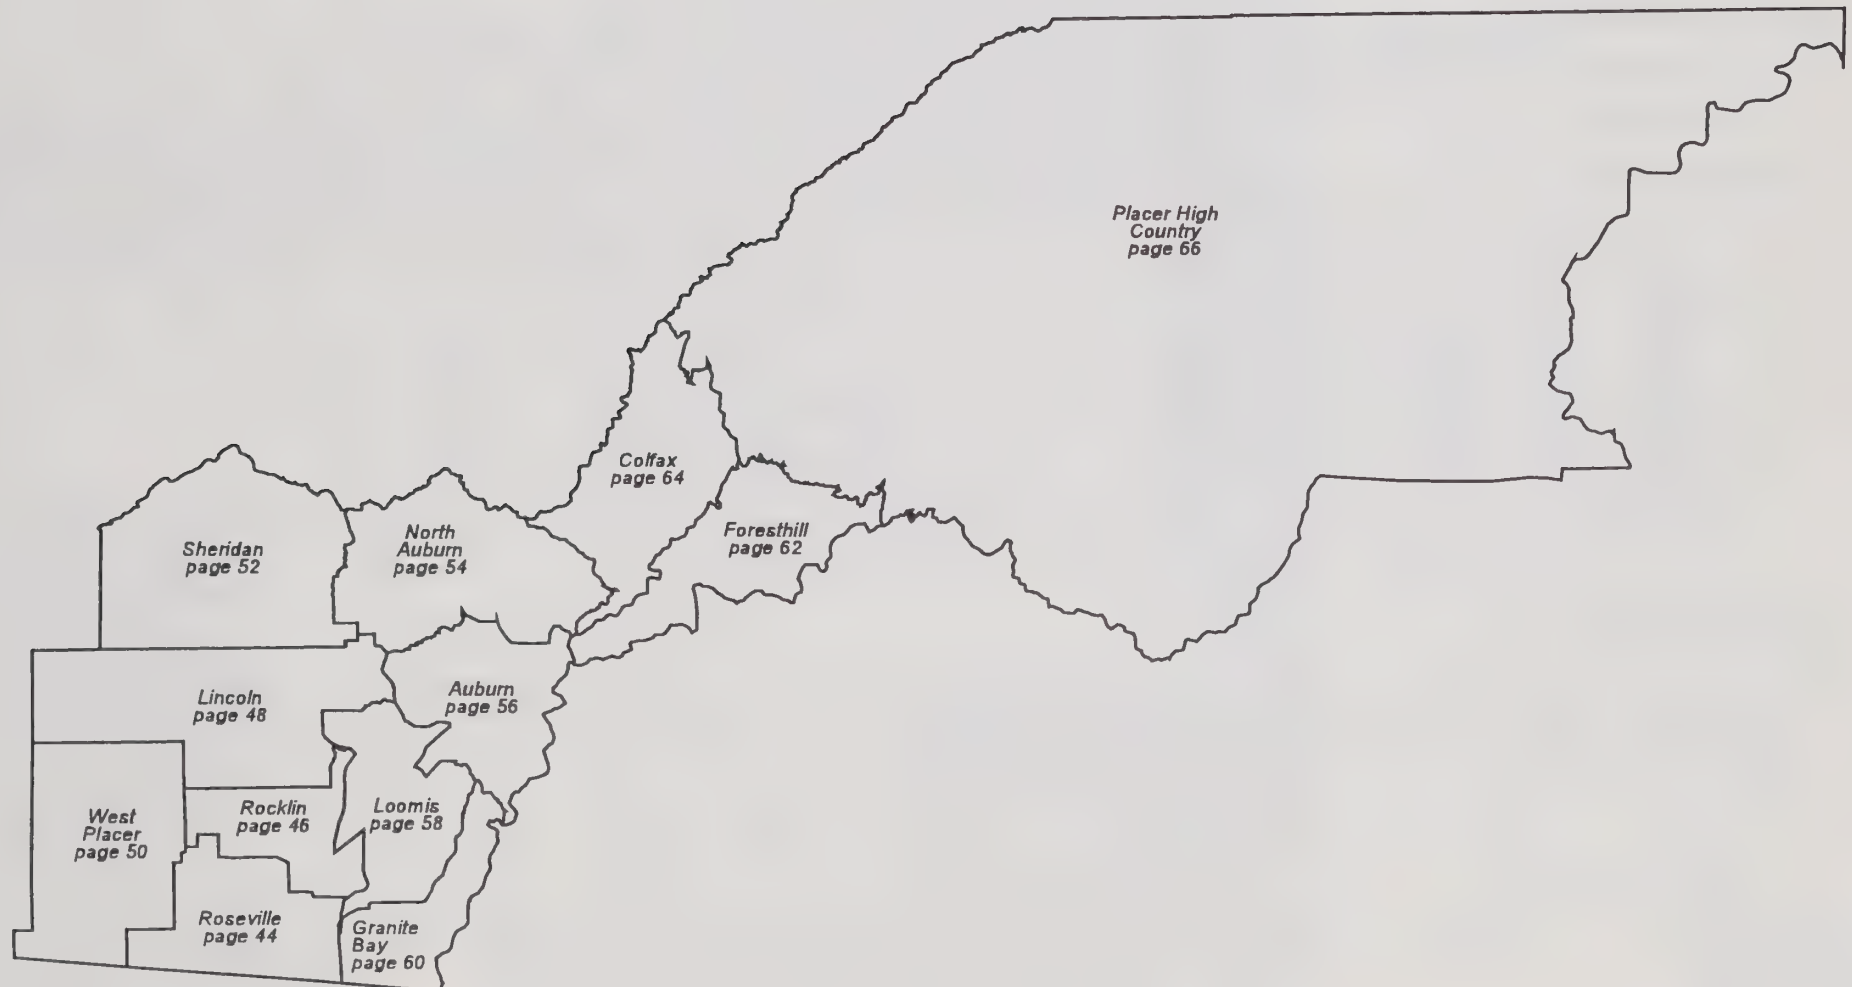 Placer High
Country
page 66
Colfax
page 64
Foresthill
page 62
North
Auburn
page 54
Sheridan
page 52
Auburn
page 56
Lincoln
page 48
Rocklin
page 46
Loomis
page 58
West
Placer
page 50
Roseville
page 44
Granite
Bay
page 60